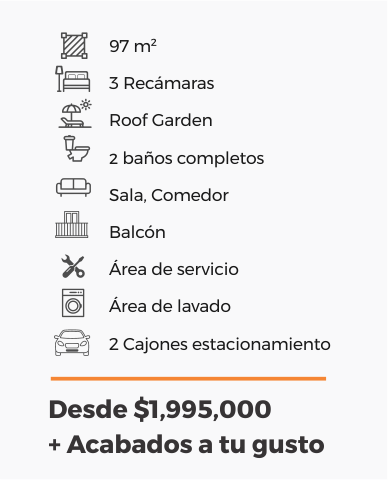 97 m²
3 Recámaras
Roof Garden
2 baños completos
Sala, Comedor
Balcón
Área de servicio
Área de lavado
2 Cajones estacionamiento
Desde $1,995,000
+ Acabados a tu gusto